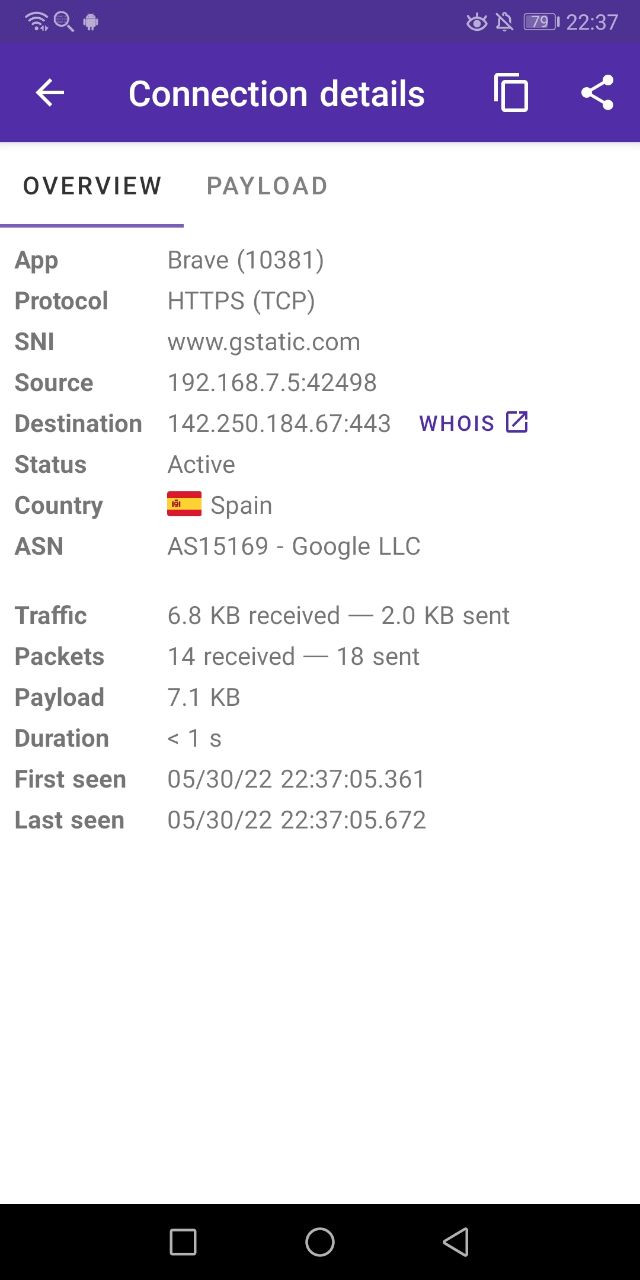 79 22:37
Connection details
OVERVIEW PAYLOAD
App Brave (10381)
Protocol HTTPS (TCP)
SNI www.gstatic.com
Source 192.168.7.5:42498
Destination 142.250.184.67:443 WHOIS
Status Active
Country Spain
ASN AS15169 - Google LLC
Traffic 6.8 KB received — 2.0 KB sent
Packets 14 received — 18 sent
Payload 7.1 KB
Duration < 1 s
First seen 05/30/22 22:37:05.361
Last seen 05/30/22 22:37:05.672